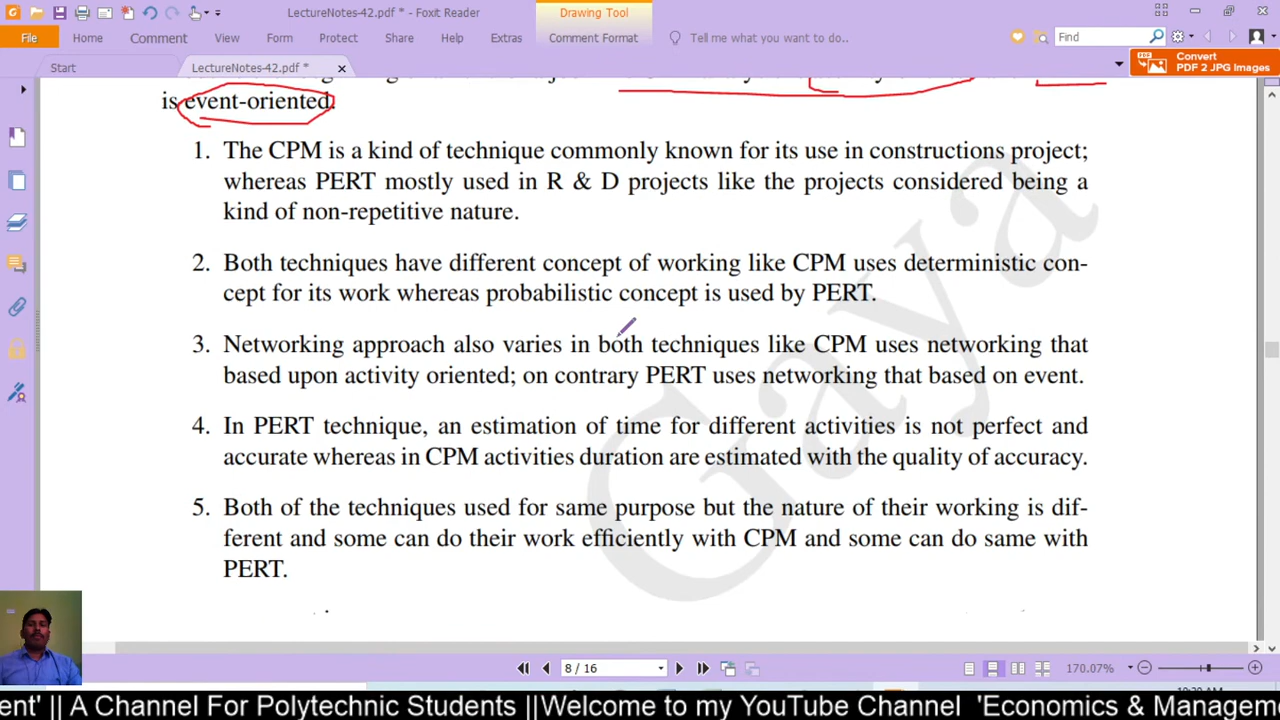 LectureNotes-42.pdf * - Foxit Reader
Drawing Tool
File Home Comment View Form Protect Share Help Extras Comment Format Tell me what you want to do.. Find
Start LectureNotes-42.pdf *
Convert
PDF 2 JPG Images
is event-oriented.
1. The CPM is a kind of technique commonly known for its use in constructions project;
whereas PERT mostly used in R & D projects like the projects considered being a
kind of non-repetitive nature.
2. Both techniques have different concept of working like CPM uses deterministic con-
cept for its work whereas probabilistic concept is used by PERT.
3. Networking approach also varies in both techniques like CPM uses networking that
based upon activity oriented; on contrary PERT uses networking that based on event.
4. In PERT technique, an estimation of time for different activities is not perfect and
accurate whereas in CPM activities duration are estimated with the quality of accuracy.
5. Both of the techniques used for same purpose but the nature of their working is dif-
ferent and some can do their work efficiently with CPM and some can do same with
PERT.
Gaya
8 / 16
170.07%
ent' || A Channel For Polytechnic Students ||Welcome to my YouTube Channel 'Economics & Manageme